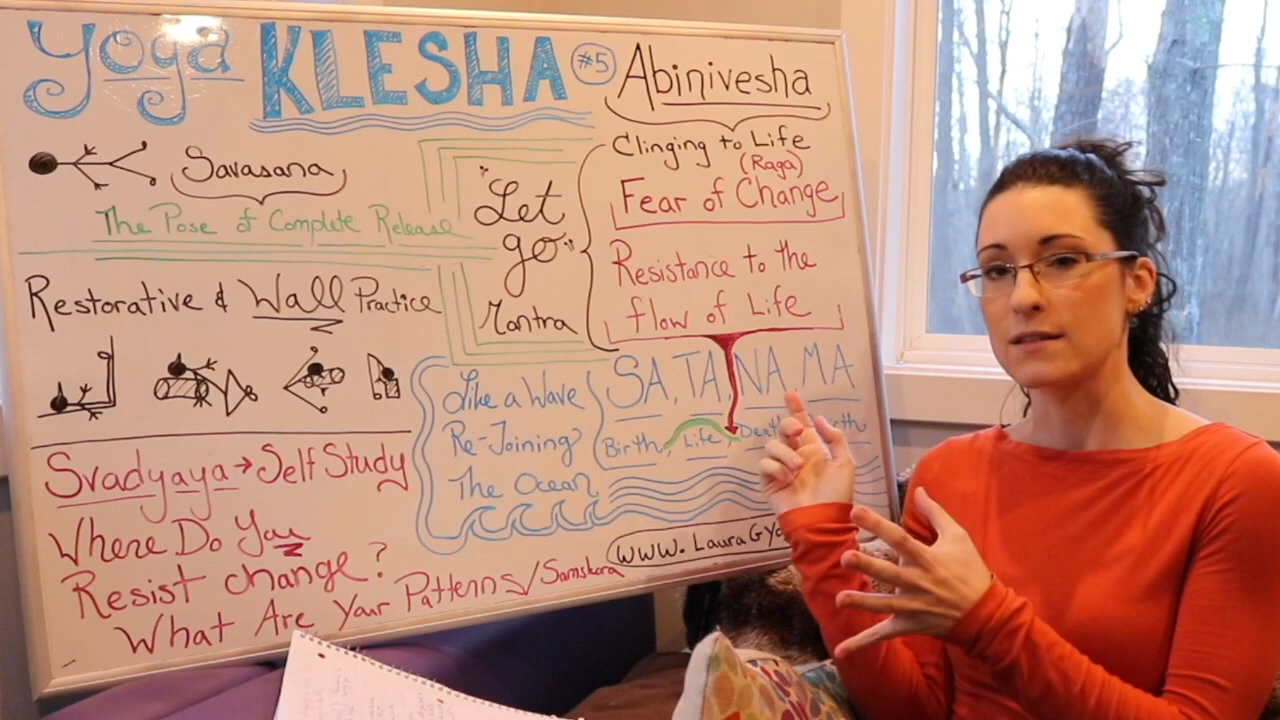 Yoga KLESHA #5 Abinivesha
Savasana
The Pose of Complete Release
"Let
go"
Mantra
Clinging to Life
(Raga)
Fear of Change
Resistance to the
flow of Life
Restorative & Wall Practice
SA, TA, NA, MA
Birth, Life,
Like a Wave
Re-Joining
The Ocean
Svadyaya → Self Study
Where Do You
Resist change?
What Are Your Patterns/Samskara
www.LauraGYo